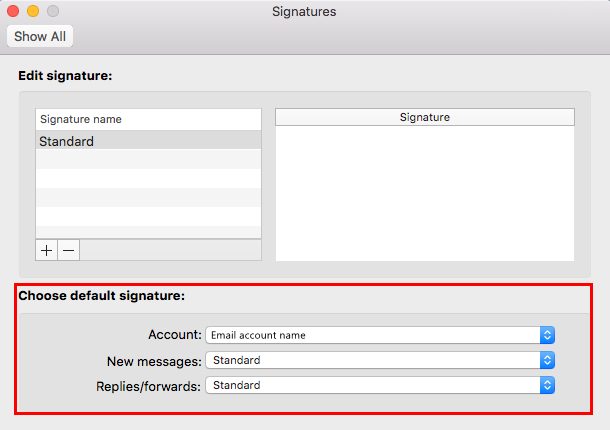 Signatures
Show All
Edit signature:
Signature name
Signature
Standard
+ −
Choose default signature:
Account: Email account name
New messages: Standard
Replies/forwards: Standard